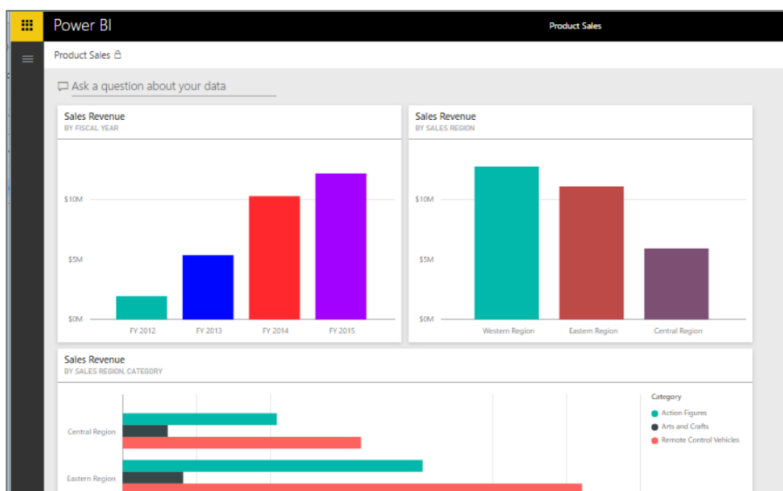 Power BI
Product Sales
Product Sales
Ask a question about your data
Sales Revenue
BY FISCAL YEAR
$10M
$5M
$0M
FY 2012
FY 2013
FY 2014
FY 2015
Sales Revenue
BY SALES REGION
$10M
$5M
$0M
Western Region
Eastern Region
Central Region
Sales Revenue
BY SALES REGION, CATEGORY
Central Region
Eastern Region
Category
Action Figures
Arts and Crafts
Remote Control Vehicles